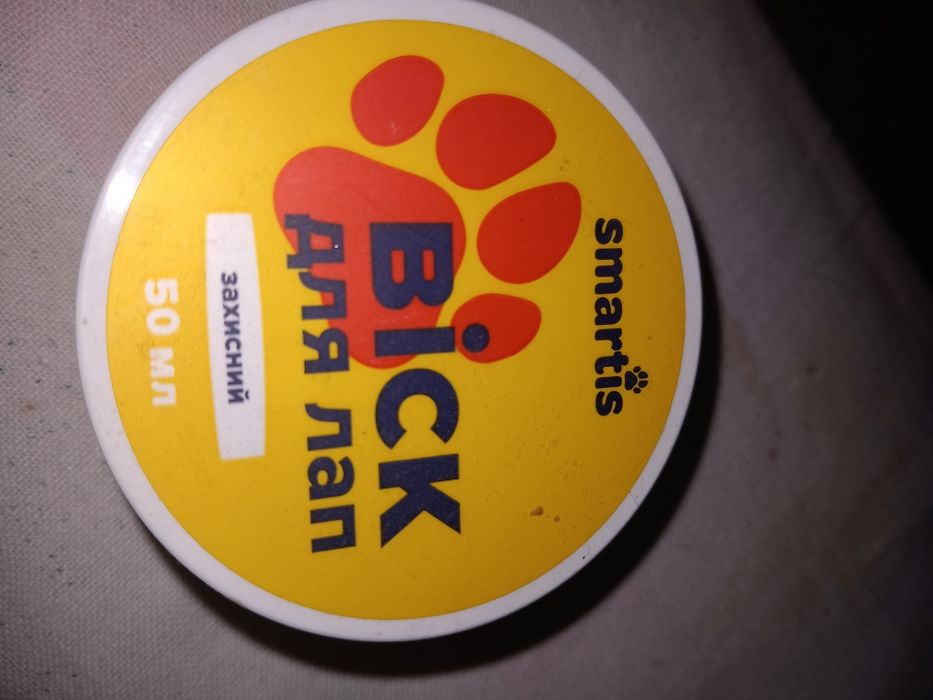 smartis
Віск
для лап
захисний
50 мл